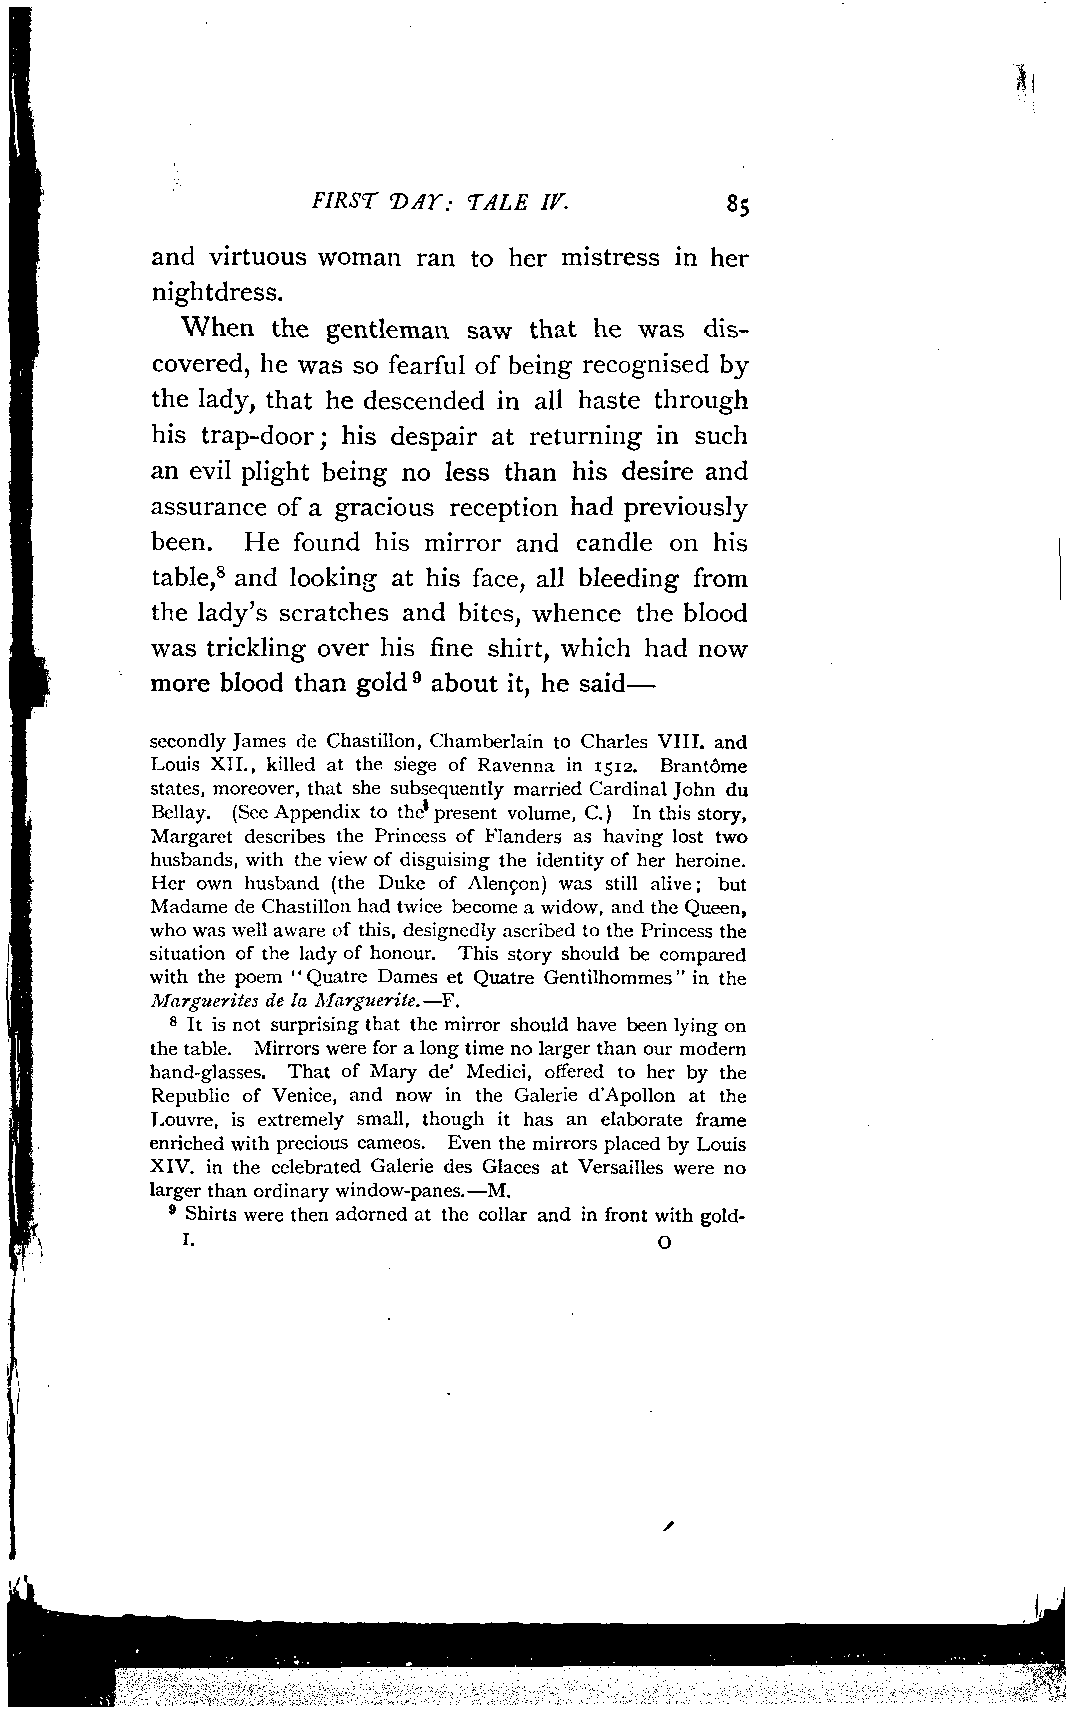 FIRST DAY: TALE IV. 85
and virtuous woman ran to her mistress in her
nightdress.
When the gentleman saw that he was dis-
covered, he was so fearful of being recognised by
the lady, that he descended in all haste through
his trap-door; his despair at returning in such
an evil plight being no less than his desire and
assurance of a gracious reception had previously
been. He found his mirror and candle on his
table,⁸ and looking at his face, all bleeding from
the lady's scratches and bites, whence the blood
was trickling over his fine shirt, which had now
more blood than gold⁹ about it, he said—
secondly James de Chastillon, Chamberlain to Charles VIII. and
Louis XII., killed at the siege of Ravenna in 1512. Brantôme
states, moreover, that she subsequently married Cardinal John du
Bellay. (See Appendix to the present volume, C.) In this story,
Margaret describes the Princess of Flanders as having lost two
husbands, with the view of disguising the identity of her heroine.
Her own husband (the Duke of Alençon) was still alive; but
Madame de Chastillon had twice become a widow, and the Queen,
who was well aware of this, designedly ascribed to the Princess the
situation of the lady of honour. This story should be compared
with the poem "Quatre Dames et Quatre Gentilhommes" in the
Marguerites de la Marguerite.—F.
⁸ It is not surprising that the mirror should have been lying on
the table. Mirrors were for a long time no larger than our modern
hand-glasses. That of Mary de' Medici, offered to her by the
Republic of Venice, and now in the Galerie d'Apollon at the
Louvre, is extremely small, though it has an elaborate frame
enriched with precious cameos. Even the mirrors placed by Louis
XIV. in the celebrated Galerie des Glaces at Versailles were no
larger than ordinary window-panes.—M.
⁹ Shirts were then adorned at the collar and in front with gold-
I. O